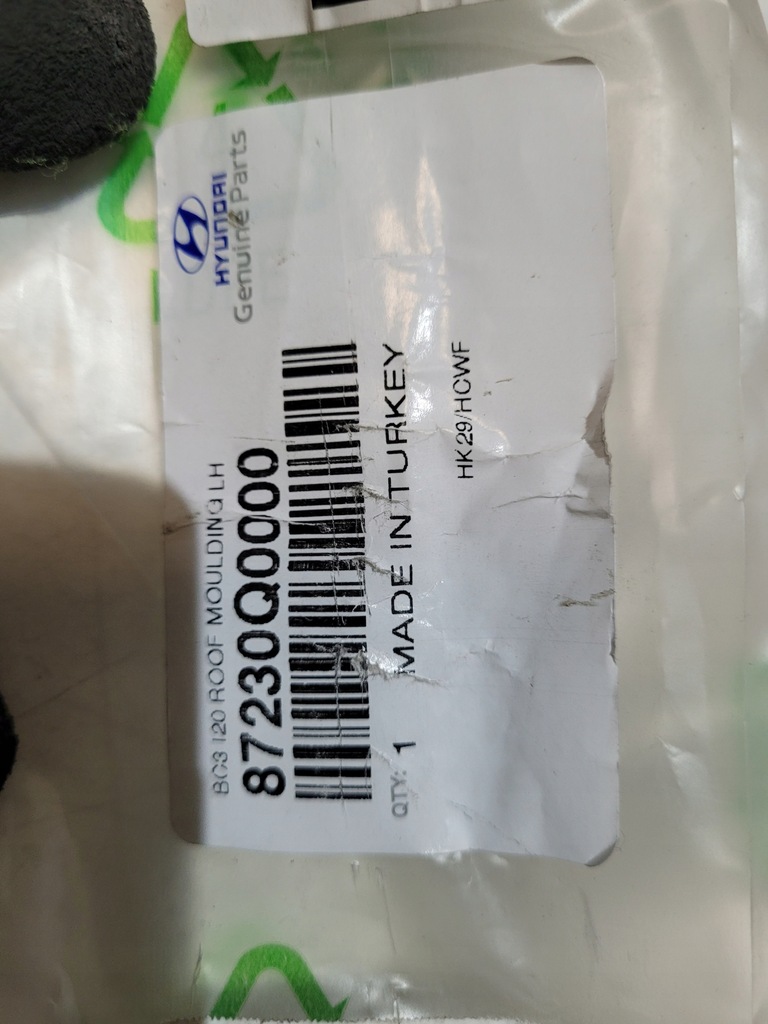 HYUNDAI
Genuine Parts
BC3 I20 ROOF MOULDING LH
87230Q0000
QTY: 1 MADE IN TURKEY
HK29/HCWF